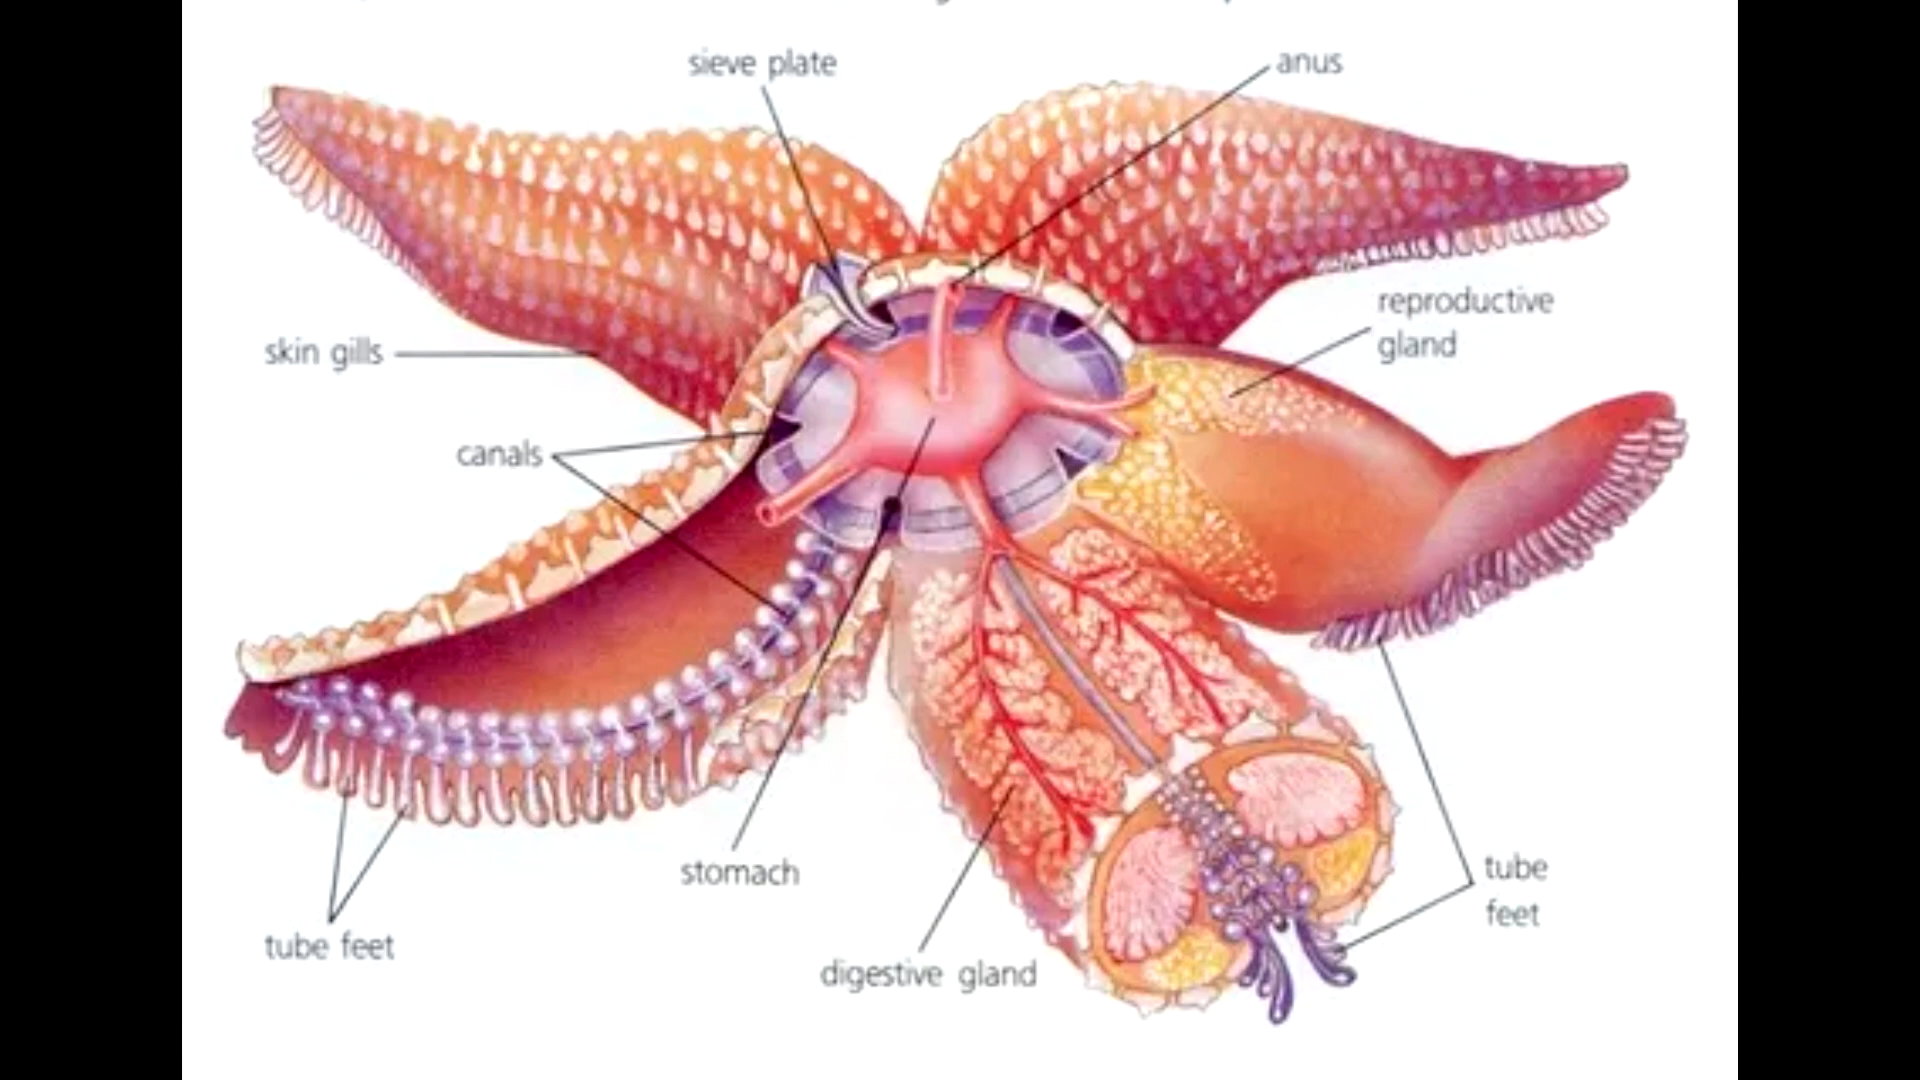 sieve plate
anus
reproductive
gland
skin gills
canals
stomach
tube
feet
tube feet
digestive gland